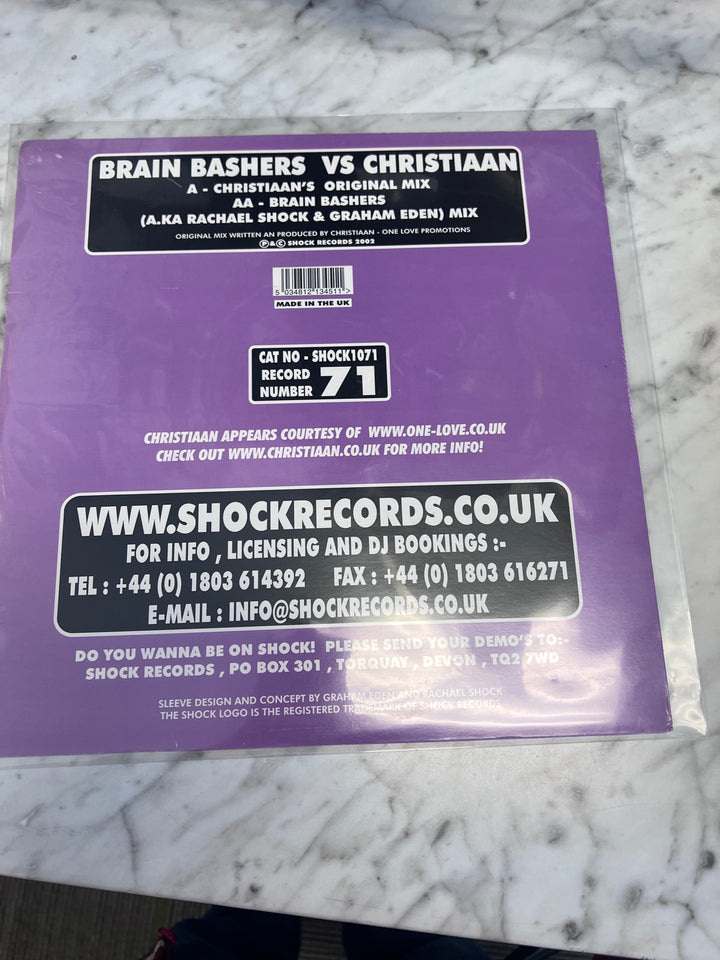 BRAIN BASHERS VS CHRISTIAAN
A - CHRISTIAAN'S ORIGINAL MIX
AA - BRAIN BASHERS
(A.KA RACHAEL SHOCK & GRAHAM EDEN) MIX
ORIGINAL MIX WRITTEN AN PRODUCED BY CHRISTIAAN - ONE LOVE PROMOTIONS
℗&© SHOCK RECORDS 2002
5 034812 134511 >
MADE IN THE UK
CAT NO - SHOCK1071
RECORD NUMBER 71
CHRISTIAAN APPEARS COURTESY OF WWW.ONE-LOVE.CO.UK
CHECK OUT WWW.CHRISTIAAN.CO.UK FOR MORE INFO!
WWW.SHOCKRECORDS.CO.UK
FOR INFO , LICENSING AND DJ BOOKINGS :-
TEL : +44 (0) 1803 614392 FAX : +44 (0) 1803 616271
E-MAIL : INFO@SHOCKRECORDS.CO.UK
DO YOU WANNA BE ON SHOCK! PLEASE SEND YOUR DEMO'S TO:-
SHOCK RECORDS , PO BOX 301 , TORQUAY , DEVON , TQ2 7WD
SLEEVE DESIGN AND CONCEPT BY GRAHAM EDEN AND RACHAEL SHOCK
THE SHOCK LOGO IS THE REGISTERED TRADEMARK OF SHOCK RECORDS